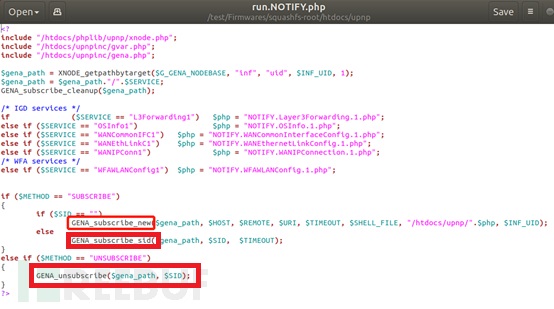 Open
run.NOTIFY.php
/test/Firmwares/squashfs-root/htdocs/upnp
Save
<?
include "/htdocs/phplib/upnp/xnode.php";
include "/htdocs/upnpinc/gvar.php";
include "/htdocs/upnpinc/gena.php";
$gena_path = XNODE_getpathbytarget($G_GENA_NODEBASE, "inf", "uid", $INF_UID, 1);
$gena_path = $gena_path."/".$SERVICE;
GENA_subscribe_cleanup($gena_path);
/* IGD services */
if ($SERVICE == "L3Forwarding1") $php = "NOTIFY.Layer3Forwarding.1.php";
else if ($SERVICE == "OSInfo1") $php = "NOTIFY.OSInfo.1.php";
else if ($SERVICE == "WANCommonIFC1") $php = "NOTIFY.WANCommonInterfaceConfig.1.php";
else if ($SERVICE == "WANEthLinkC1") $php = "NOTIFY.WANEthernetLinkConfig.1.php";
else if ($SERVICE == "WANIPConn1") $php = "NOTIFY.WANIPConnection.1.php";
/* WFA services */
else if ($SERVICE == "WFAWLANConfig1") $php = "NOTIFY.WFAWLANConfig.1.php";
if ($METHOD == "SUBSCRIBE")
{
if ($SID == "")
GENA_subscribe_new($gena_path, $HOST, $REMOTE, $URI, $TIMEOUT, $SHELL_FILE, "/htdocs/upnp/".$php, $INF_UID);
else
GENA_subscribe_sid($gena_path, $SID, $TIMEOUT);
}
else if ($METHOD == "UNSUBSCRIBE")
{
GENA_unsubscribe($gena_path, $SID);
}
?>